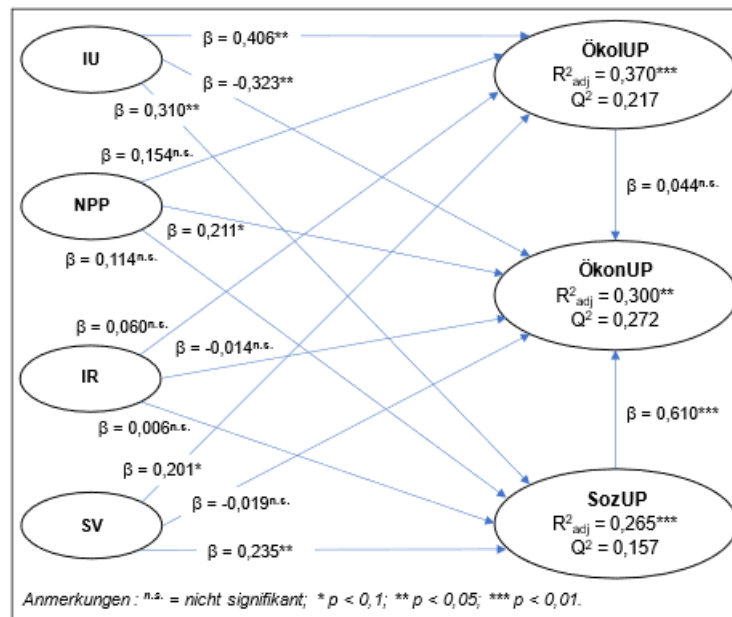 IU
β = 0,406**
β = -0,323**
β = 0,310**
ÖkolUP
R²adj = 0,370***
Q² = 0,217
β = 0,154n.s.
NPP
β = 0,211*
β = 0,114n.s.
β = 0,044n.s.
ÖkonUP
R²adj = 0,300**
Q² = 0,272
β = 0,060n.s.
β = -0,014n.s.
IR
β = 0,006n.s.
β = 0,610***
β = 0,201*
β = -0,019n.s.
SV
β = 0,235**
SozUP
R²adj = 0,265***
Q² = 0,157
Anmerkungen : n.s. = nicht signifikant; * p < 0,1; ** p < 0,05; *** p < 0,01.